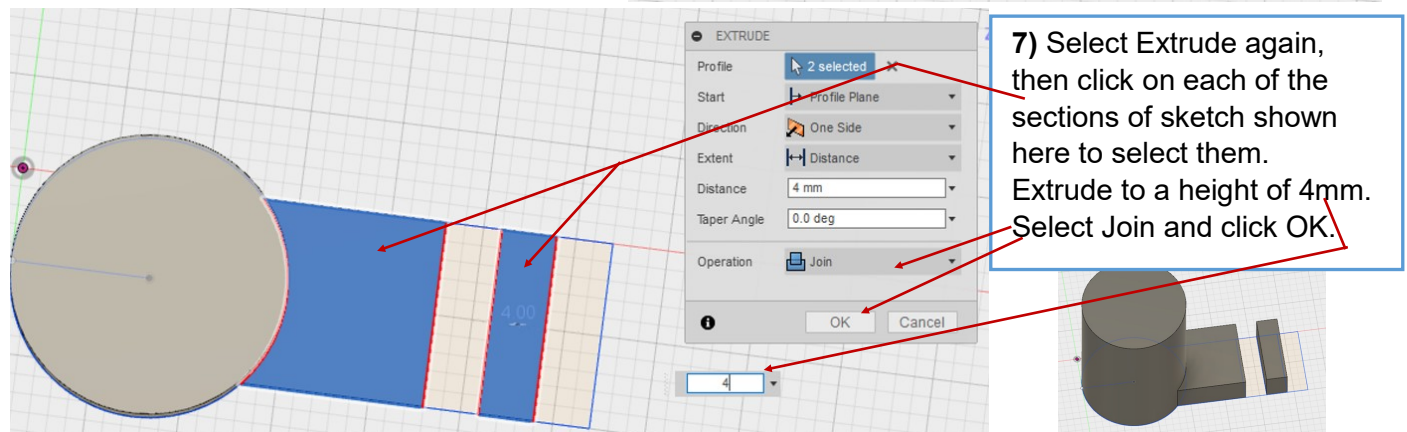 EXTRUDE
Profile 2 selected
Start Profile Plane
Direction One Side
Extent Distance
Distance 4 mm
Taper Angle 0.0 deg
Operation Join
OK Cancel
4.00
4
7) Select Extrude again,
then click on each of the
sections of sketch shown
here to select them.
Extrude to a height of 4mm.
Select Join and click OK.